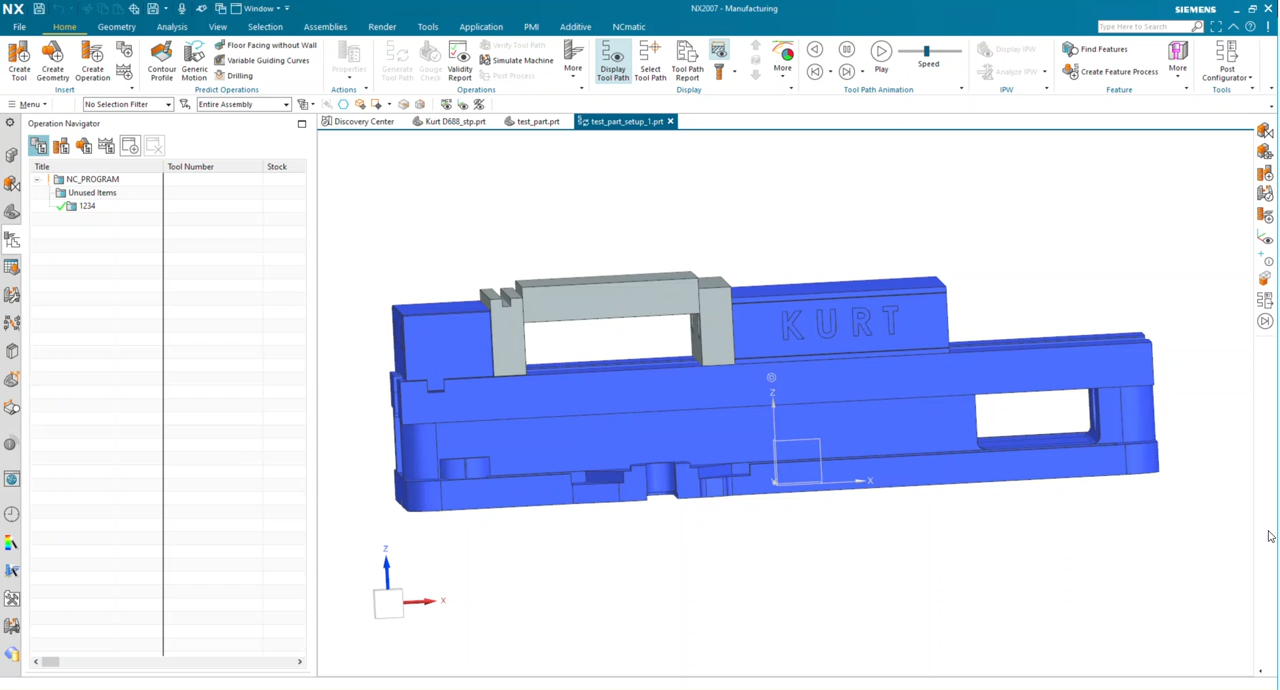 NX
Window
NX2007 - Manufacturing
SIEMENS
File Home Geometry Analysis View Selection Assemblies Render Tools Application PMI Additive NCmatic
Type Here to Search
Create Tool
Create Geometry
Create Operation
Insert
Contour Profile
Generic Motion
Floor Facing without Wall
Variable Guiding Curves
Drilling
Predict Operations
Properties
Actions
Generate Tool Path
Gouge Check
Validity Report
Verify Tool Path
Simulate Machine
Post Process
More
Operations
Display Tool Path
Select Tool Path
Tool Path Report
More
Display
Play
Speed
Tool Path Animation
Display IPW
Analyze IPW
IPW
Find Features
Create Feature Process
More
Feature
Post Configurator
Tools
Menu
No Selection Filter
Entire Assembly
Operation Navigator
Discovery Center
Kurt D688_stp.prt
test_part.prt
test_part_setup_1.prt
Title Tool Number Stock
NC_PROGRAM
Unused Items
1234
KURT
Z
X
Z
X